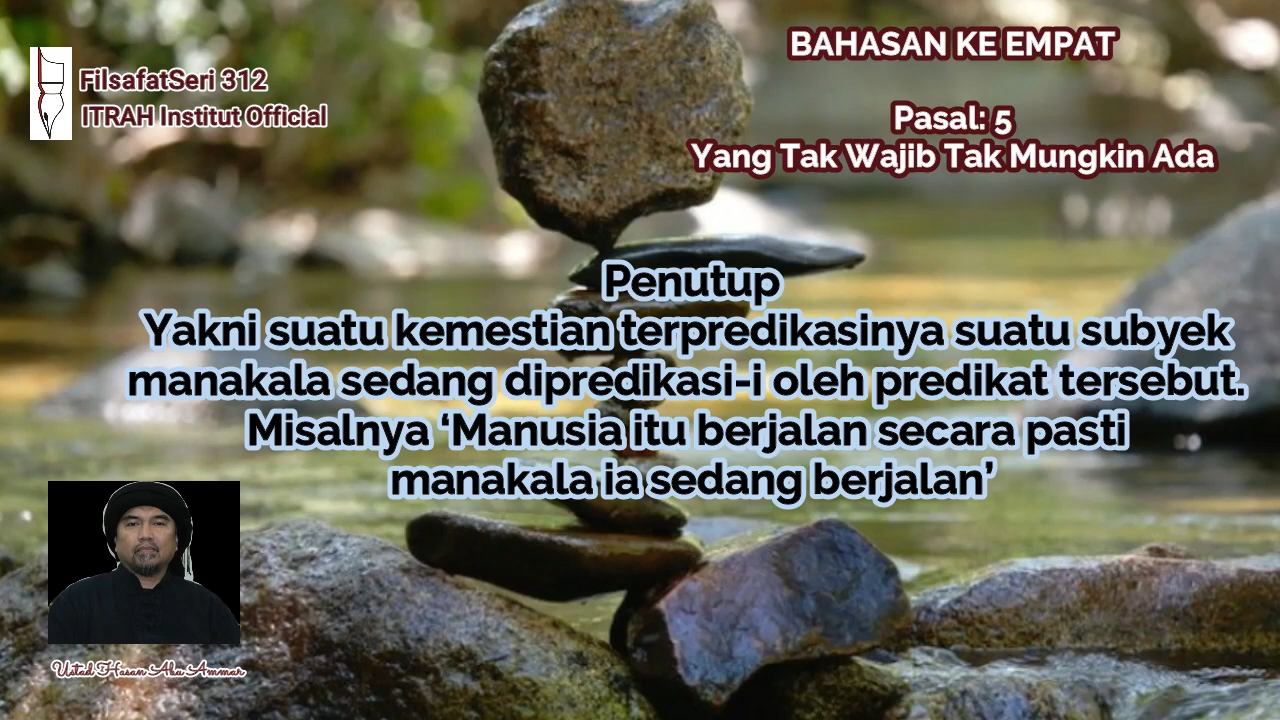 FilsafatSeri 312
ITRAH Institut Official
BAHASAN KE EMPAT
Pasal: 5
Yang Tak Wajib Tak Mungkin Ada
Penutup
Yakni suatu kemestian terpredikasinya suatu subyek
manakala sedang dipredikasi-i oleh predikat tersebut.
Misalnya ‘Manusia itu berjalan secara pasti
manakala ia sedang berjalan’
Ustad Hasan Abu Ammar